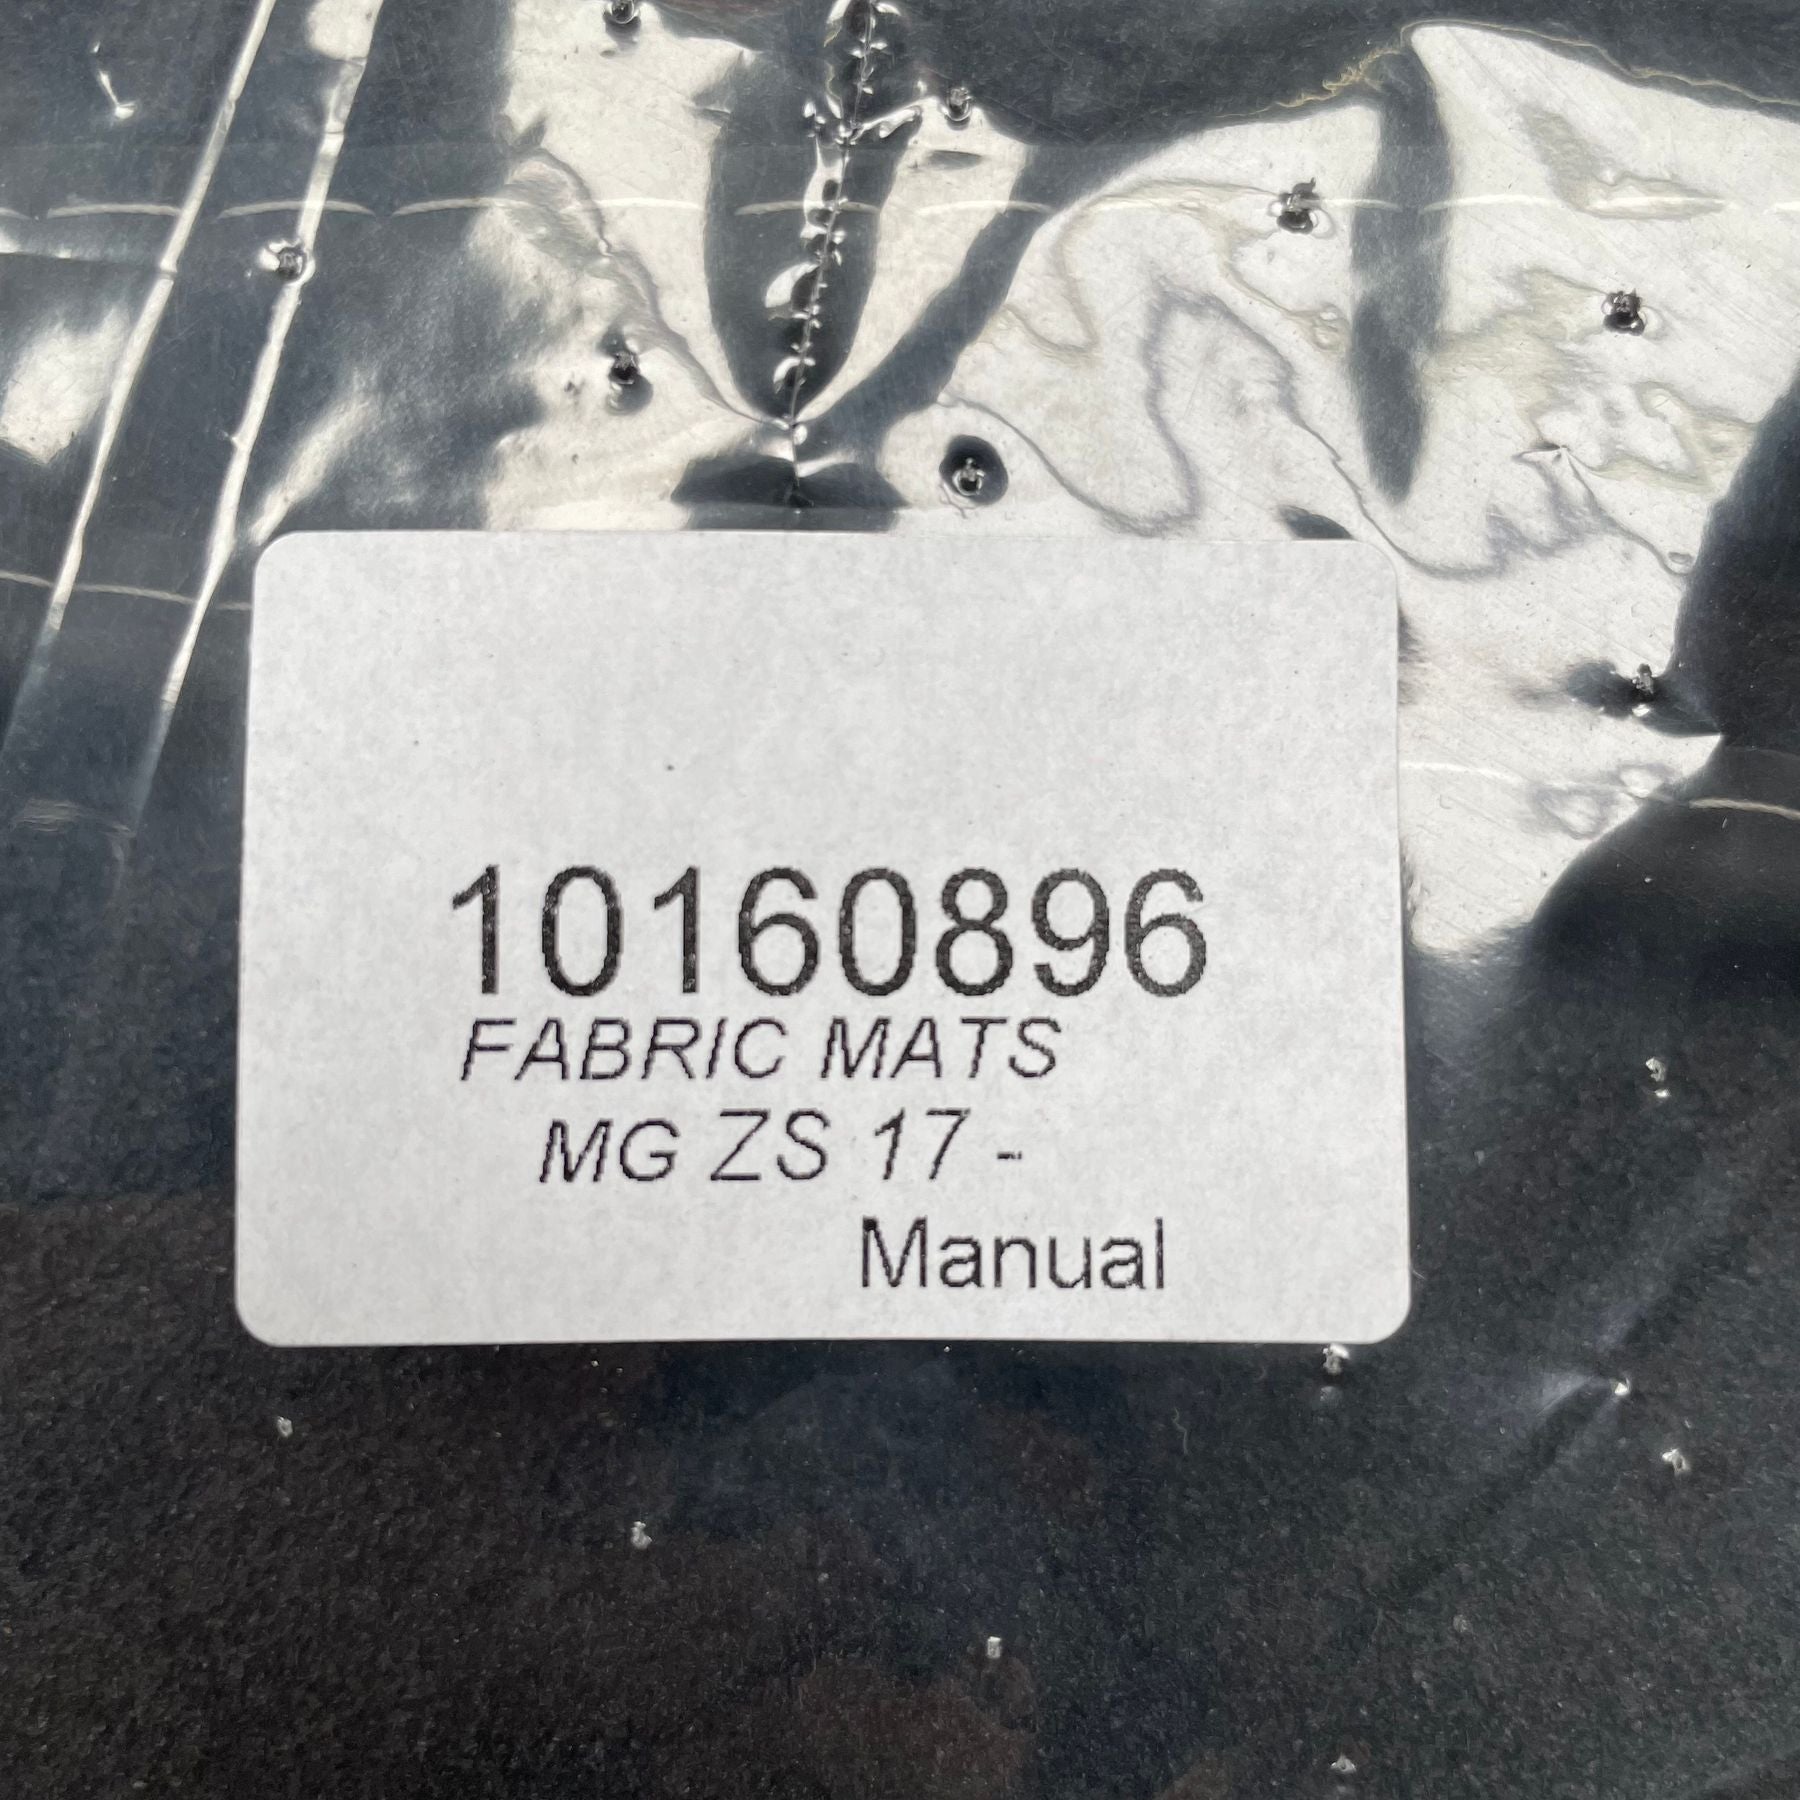 10160896
FABRIC MATS
MG ZS 17 -
Manual